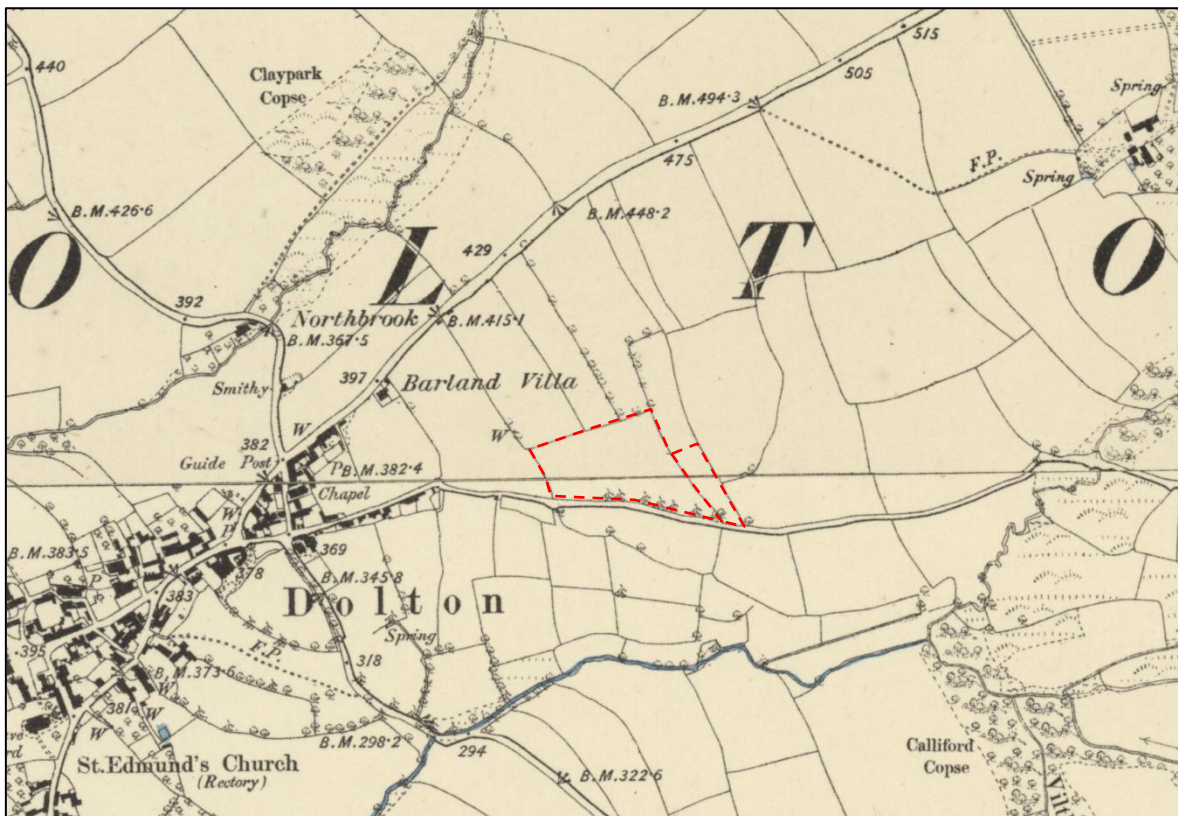 515
440
505
Claypark
Copse
B.M.494·3
Spring
475
F.P.
Spring
B.M.426·6
B.M.448·2
O L T O
429
392
Northbrook
B.M.415·1
B.M.367·5
397
Barland Villa
Smithy
W
W
382
Guide Post
P
B.M.382·4
Chapel
W
P
B.M.383·5
369
378
P
B.M.345·8
383
Dolton
Spring
F.P.
395
318
B.M.373·6
W
381
W
W
B.M.298·2
294
St. Edmund's Church
(Rectory)
B.M.322·6
Calliford
Copse